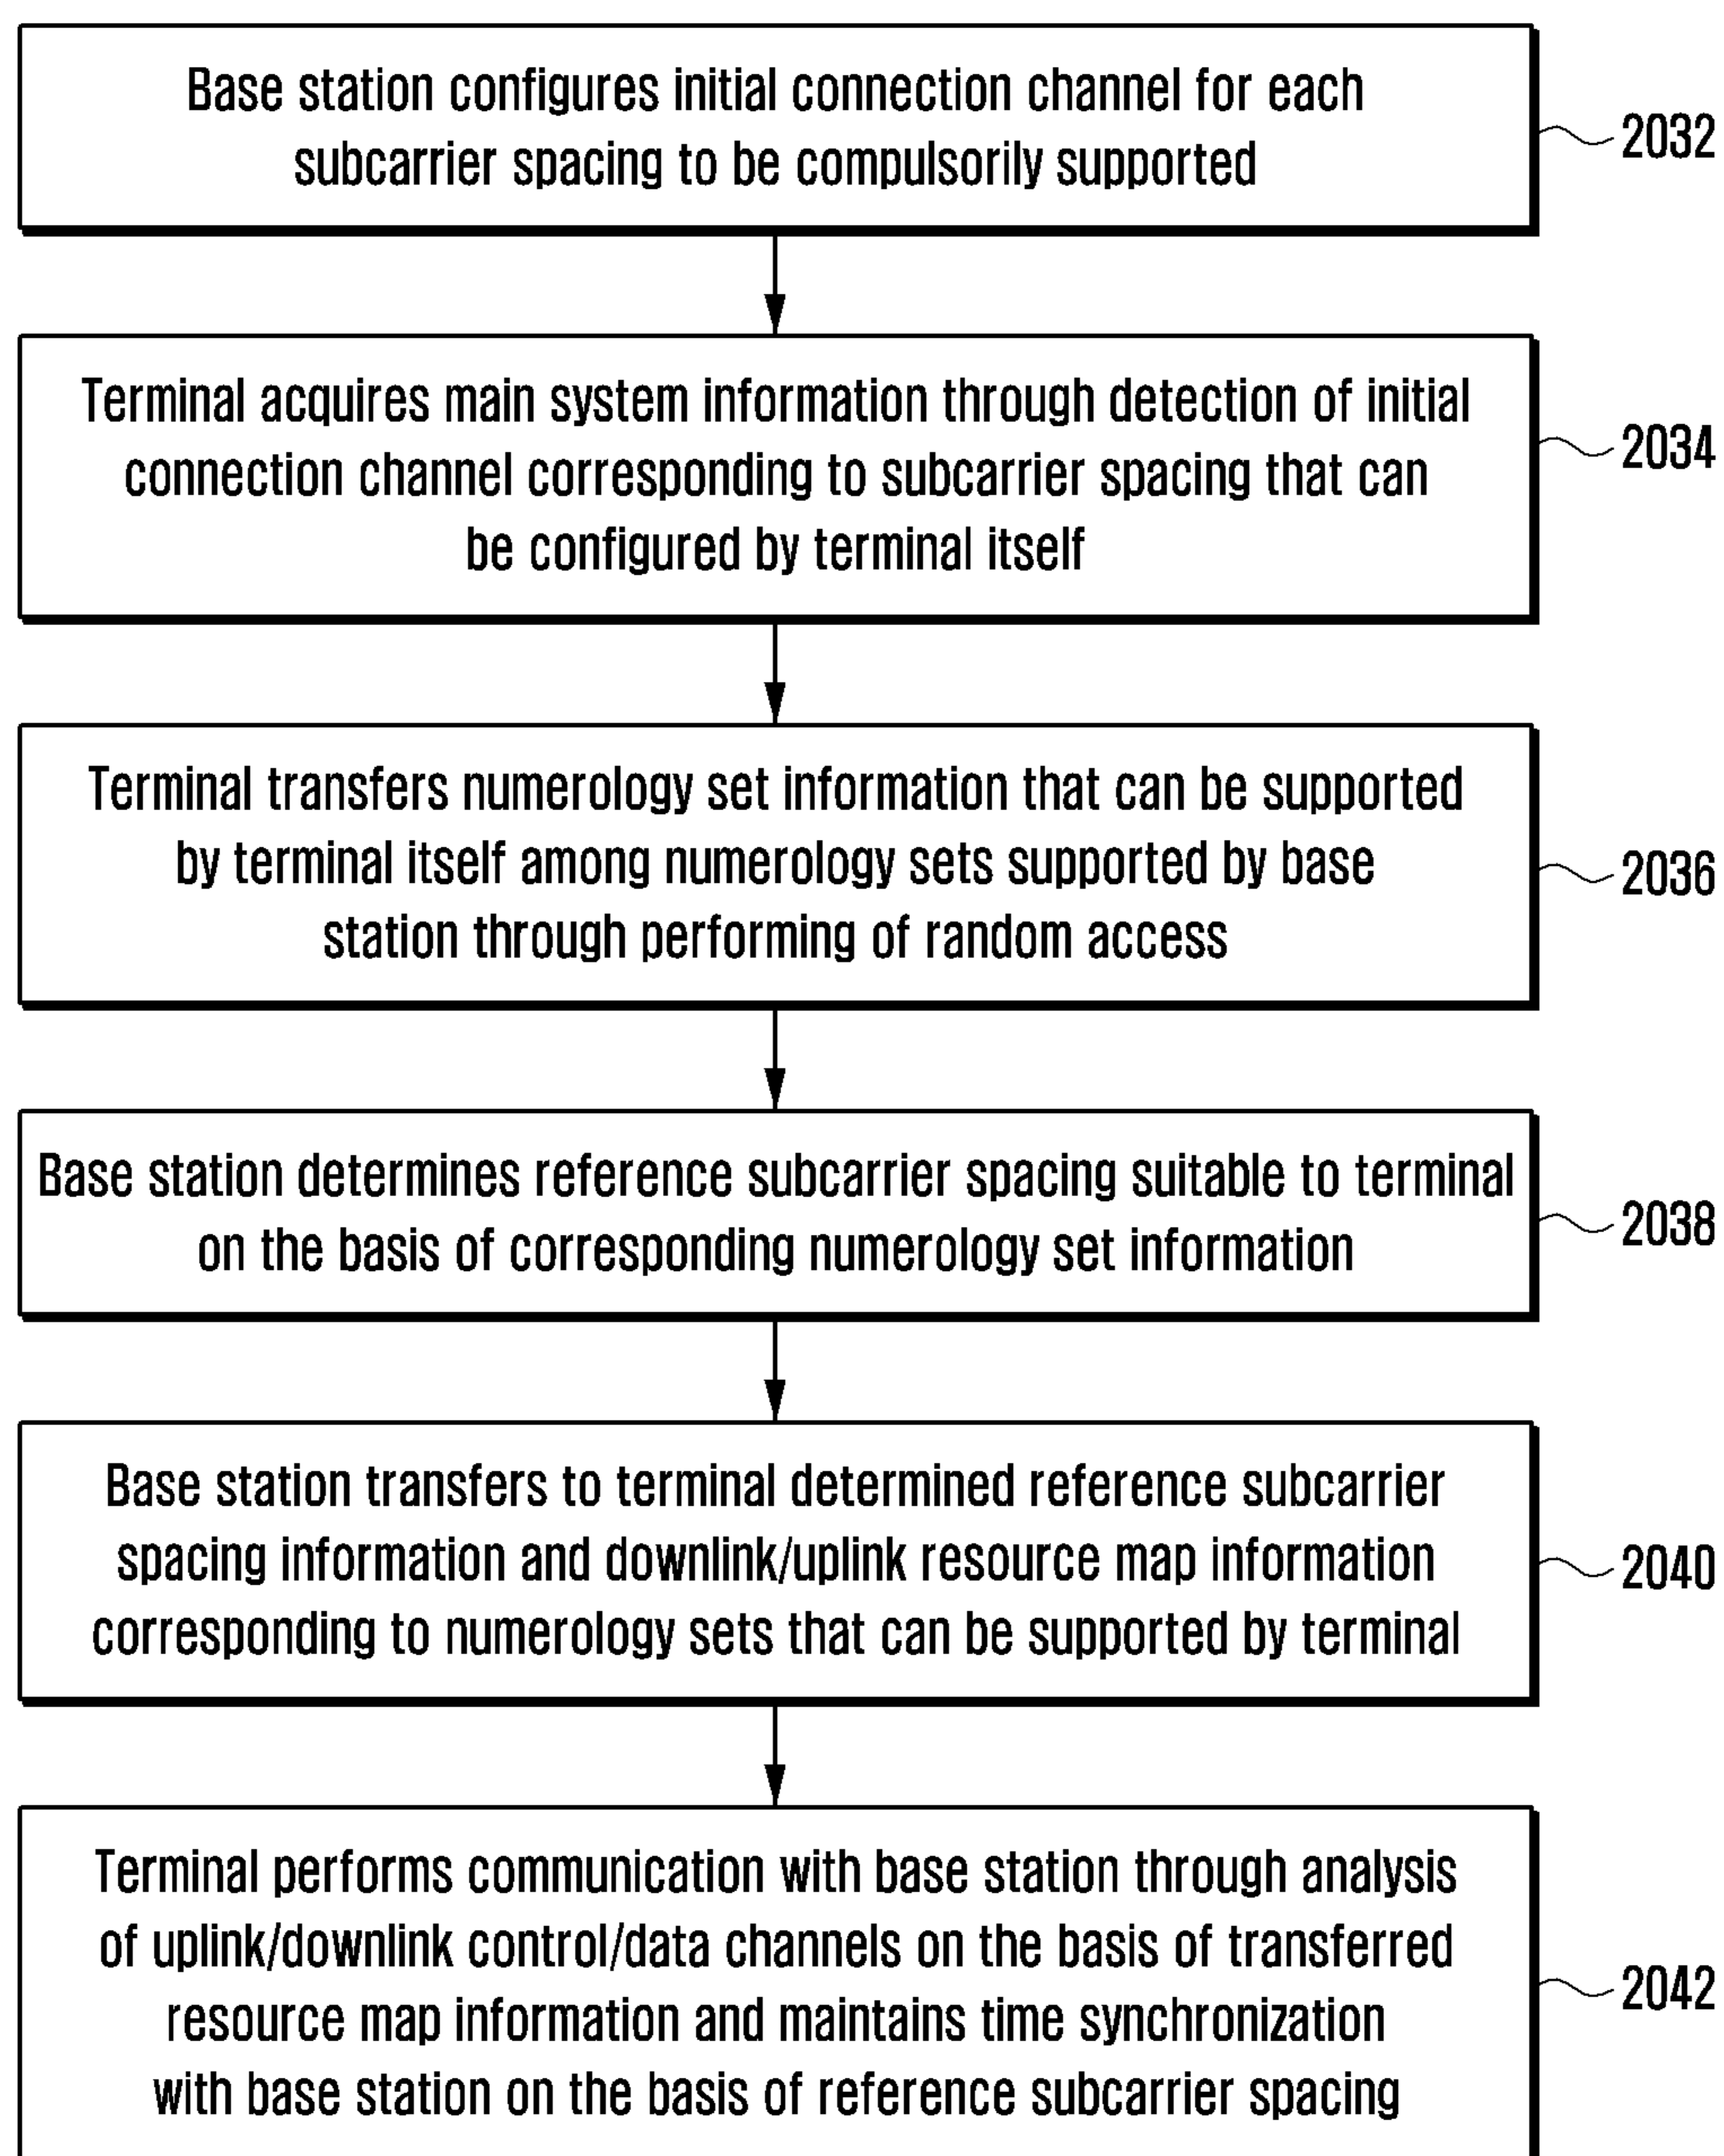 Base station configures initial connection channel for each
subcarrier spacing to be compulsorily supported
2032
Terminal acquires main system information through detection of initial
connection channel corresponding to subcarrier spacing that can
be configured by terminal itself
2034
Terminal transfers numerology set information that can be supported
by terminal itself among numerology sets supported by base
station through performing of random access
2036
Base station determines reference subcarrier spacing suitable to terminal
on the basis of corresponding numerology set information
2038
Base station transfers to terminal determined reference subcarrier
spacing information and downlink/uplink resource map information
corresponding to numerology sets that can be supported by terminal
2040
Terminal performs communication with base station through analysis
of uplink/downlink control/data channels on the basis of transferred
resource map information and maintains time synchronization
with base station on the basis of reference subcarrier spacing
2042